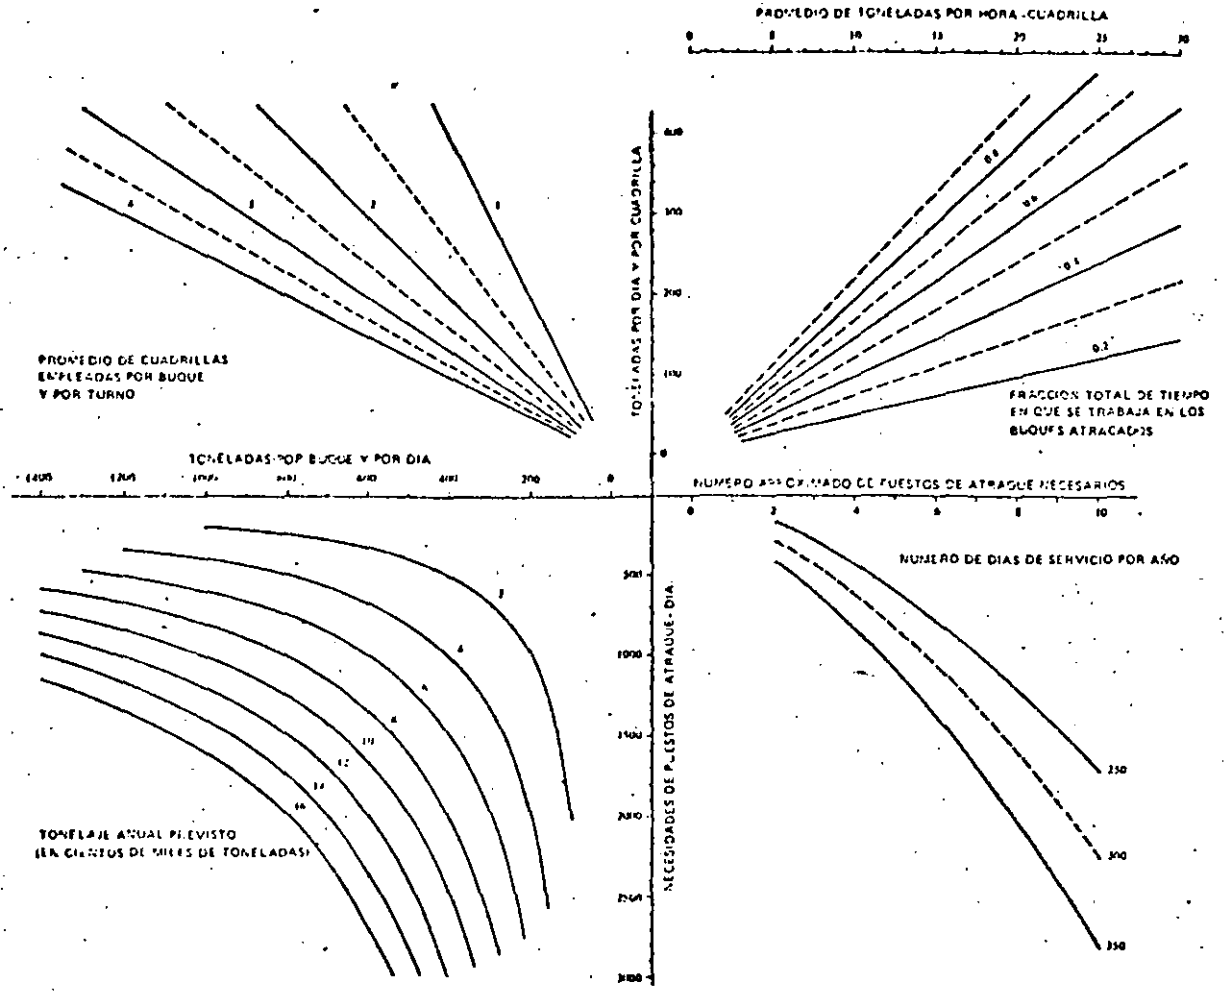 PROMEDIO DE TONELADAS POR HORA-CUADRILLA
0 5 10 15 20 25 30
TONELADAS POR DIA Y POR CUADRILLA
400
300
200
100
0
4 3 2 1
0.8
0.6
0.4
0.2
PROMEDIO DE CUADRILLAS
EMPLEADAS POR BUQUE
Y POR TURNO
FRACCION TOTAL DE TIEMPO
EN QUE SE TRABAJA EN LOS
BUQUES ATRACADOS
TONELADAS POR BUQUE Y POR DIA
1400 1200 1000 800 600 400 200 0
NUMERO APROXIMADO DE PUESTOS DE ATRAQUE NECESARIOS
0 2 4 6 8 10
NUMERO DE DIAS DE SERVICIO POR AÑO
NECESIDADES DE PUESTOS DE ATRAQUE-DIA
500
1000
1500
2000
2500
3000
2
4
6
8
10
12
14
16
250
300
350
TONELAJE ANUAL PREVISTO
(EN CIENTOS DE MILES DE TONELADAS)